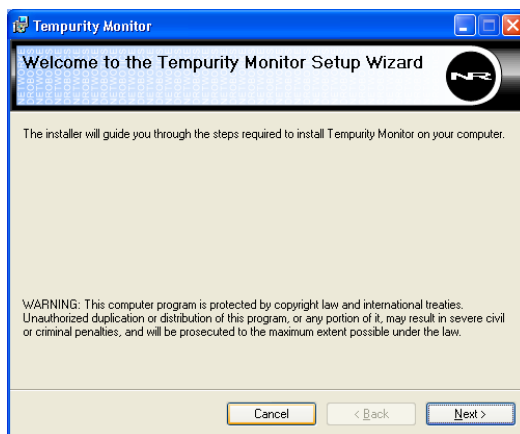 Tempurity Monitor
Welcome to the Tempurity Monitor Setup Wizard
NR
The installer will guide you through the steps required to install Tempurity Monitor on your computer.
WARNING: This computer program is protected by copyright law and international treaties.
Unauthorized duplication or distribution of this program, or any portion of it, may result in severe civil
or criminal penalties, and will be prosecuted to the maximum extent possible under the law.
Cancel
< Back
Next >